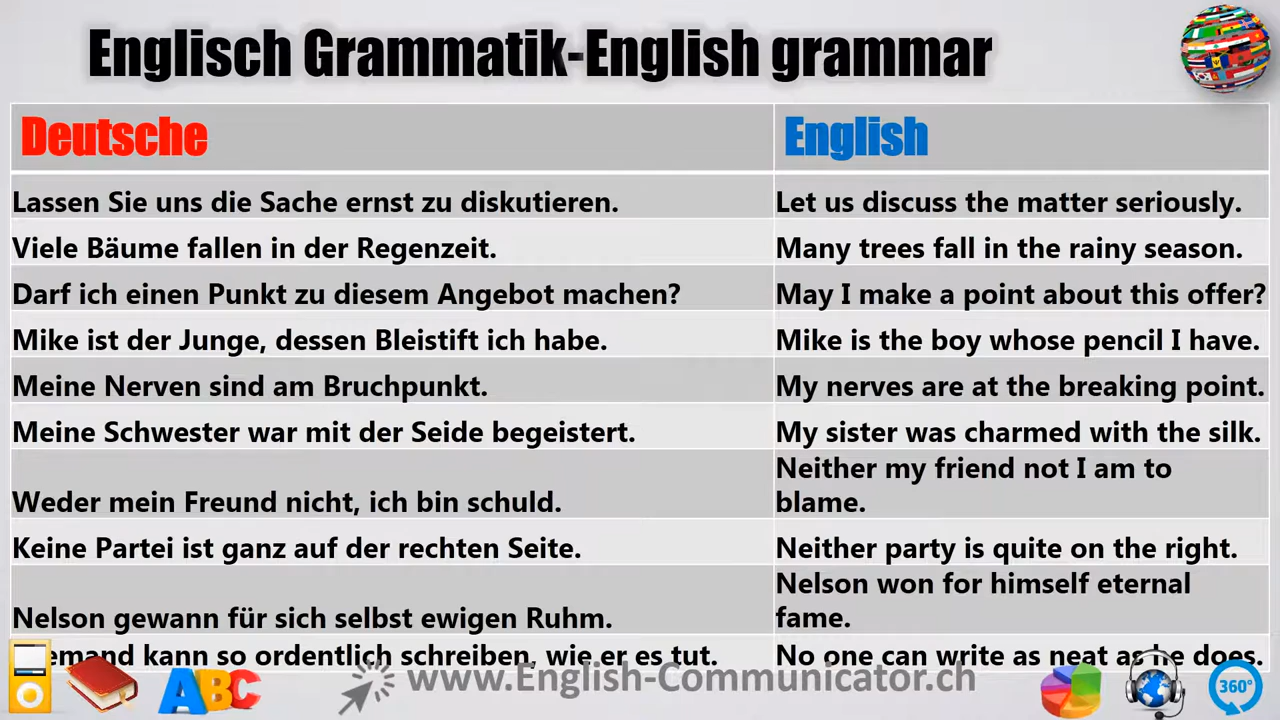 Englisch Grammatik-English grammar
Deutsche English
Lassen Sie uns die Sache ernst zu diskutieren. Let us discuss the matter seriously.
Viele Bäume fallen in der Regenzeit. Many trees fall in the rainy season.
Darf ich einen Punkt zu diesem Angebot machen? May I make a point about this offer?
Mike ist der Junge, dessen Bleistift ich habe. Mike is the boy whose pencil I have.
Meine Nerven sind am Bruchpunkt. My nerves are at the breaking point.
Meine Schwester war mit der Seide begeistert. My sister was charmed with the silk.
Neither my friend not I am to
Weder mein Freund nicht, ich bin schuld. blame.
Keine Partei ist ganz auf der rechten Seite. Neither party is quite on the right.
Nelson won for himself eternal
Nelson gewann für sich selbst ewigen Ruhm. fame.
kann so ordentlich schreiben, wie er es tut. No one can write as neat as he does.
ABC www.English-Communicator.ch 360°